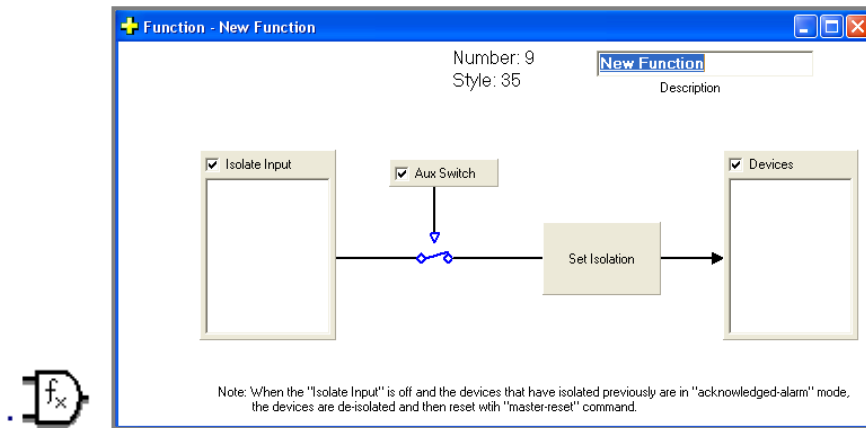 Function - New Function
Number: 9
Style: 35
New Function
Description
Isolate Input
Aux Switch
Devices
Set Isolation
Note: When the "Isolate Input" is off and the devices that have isolated previously are in "acknowledged-alarm" mode,
the devices are de-isolated and then reset wtih "master-reset" command.
. fx